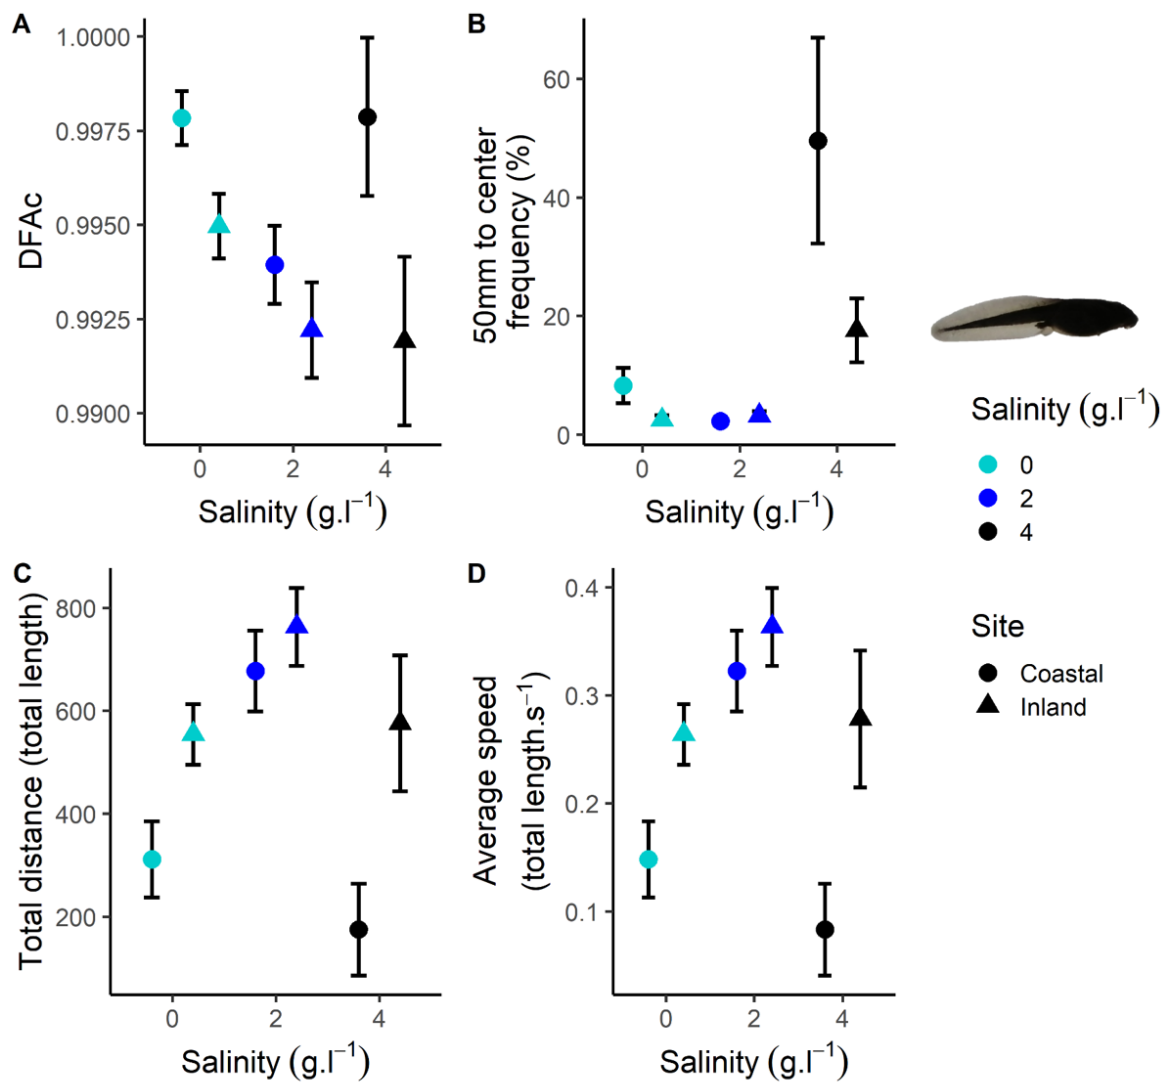 A
DFAc
1.0000
0.9975
0.9950
0.9925
0.9900
0 2 4
Salinity (g.l⁻¹)
B
50mm to center
frequency (%)
60
40
20
0
0 2 4
Salinity (g.l⁻¹)
C
Total distance (total length)
800
600
400
200
0 2 4
Salinity (g.l⁻¹)
D
Average speed
(total length.s⁻¹)
0.4
0.3
0.2
0.1
0 2 4
Salinity (g.l⁻¹)
Salinity (g.l⁻¹)
0
2
4
Site
Coastal
Inland